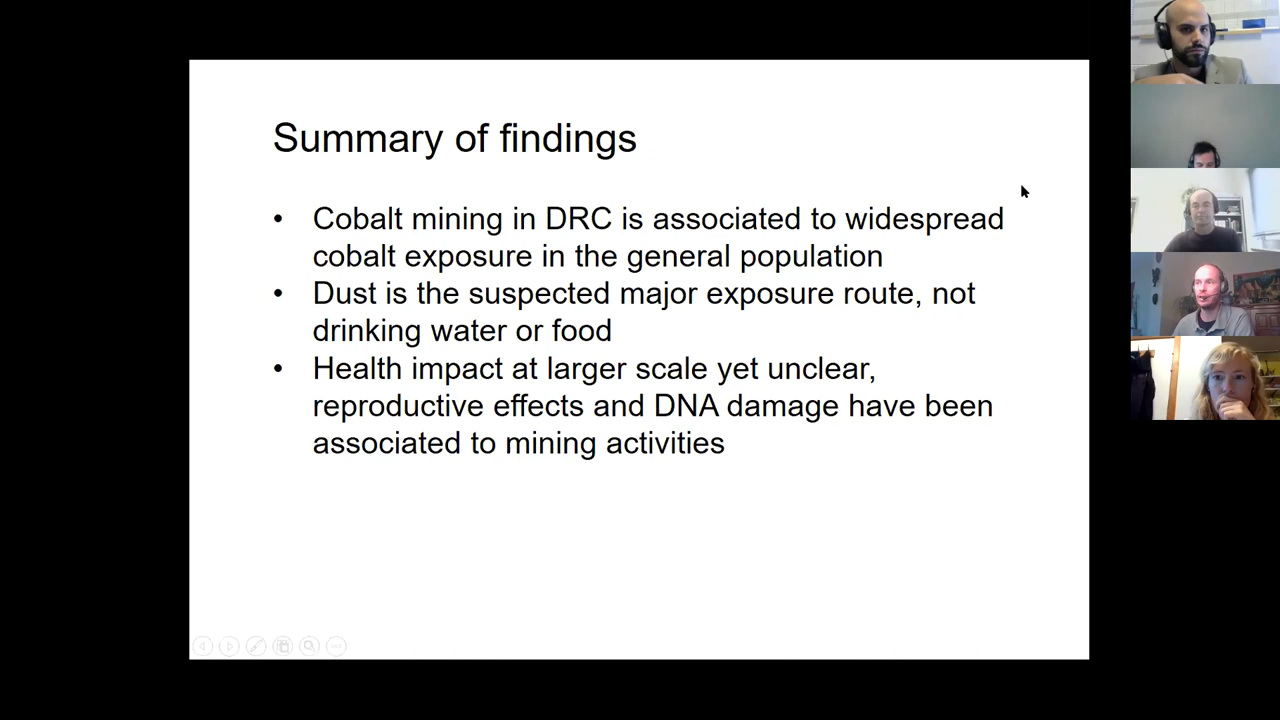 Summary of findings
• Cobalt mining in DRC is associated to widespread
cobalt exposure in the general population
• Dust is the suspected major exposure route, not
drinking water or food
• Health impact at larger scale yet unclear,
reproductive effects and DNA damage have been
associated to mining activities